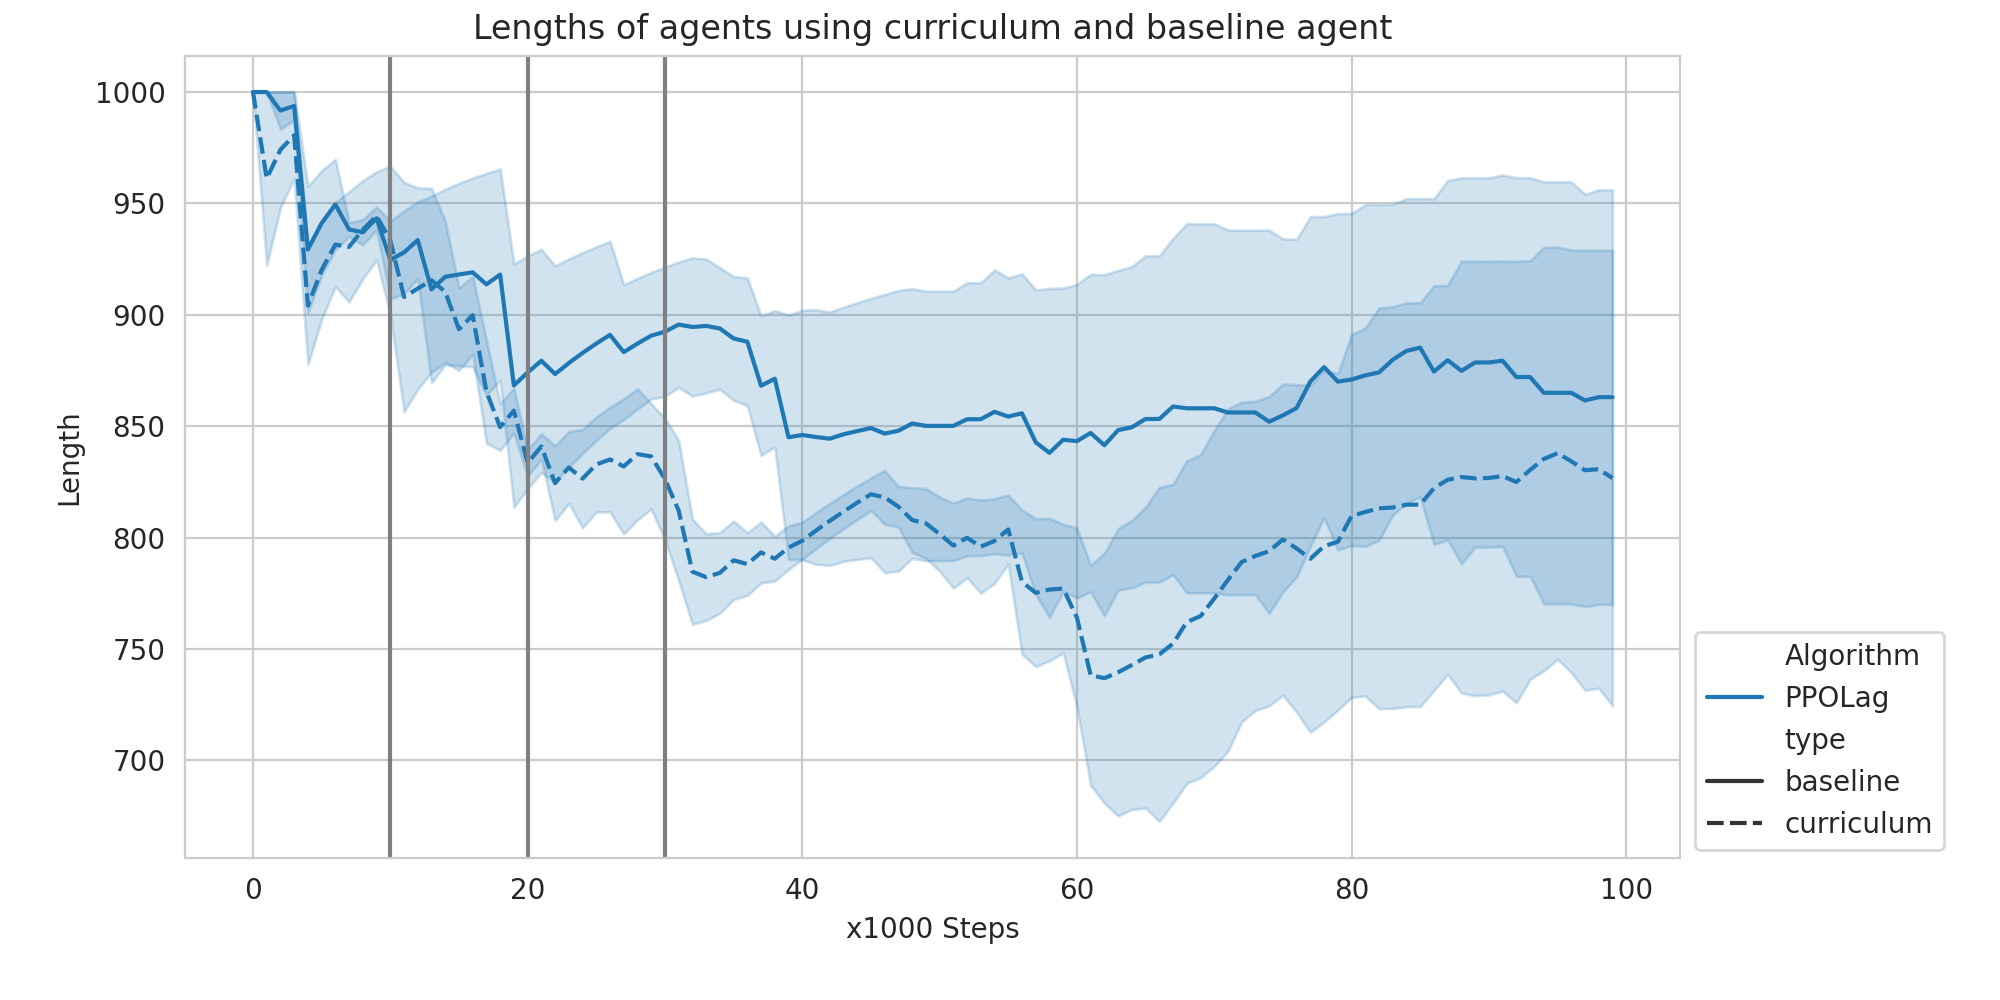 Lengths of agents using curriculum and baseline agent
1000
950
900
850
800
750
700
Length
0 20 40 60 80 100
x1000 Steps
Algorithm
PPOLag
type
baseline
curriculum